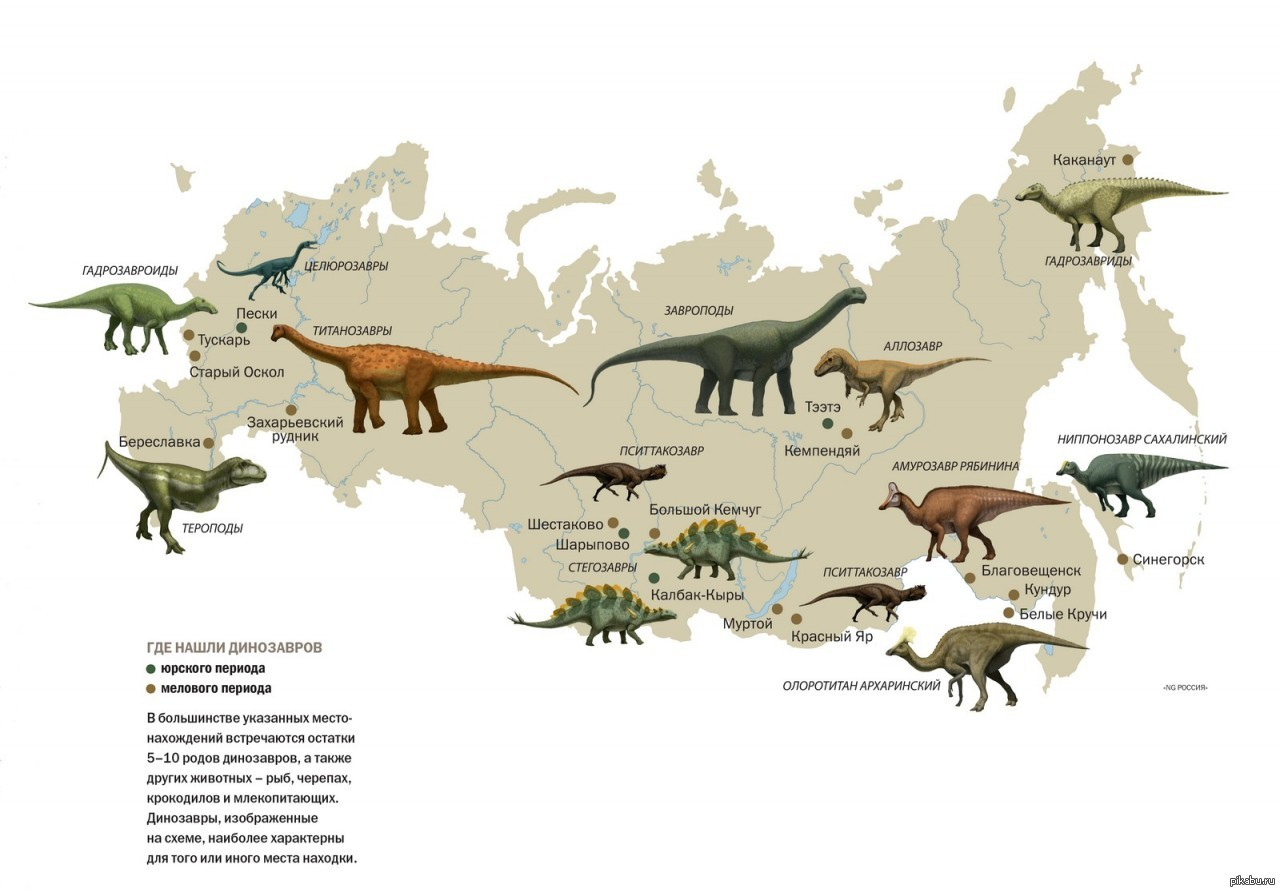 Каканаут
ГАДРОЗАВРИДЫ
ГАДРОЗАВРОИДЫ
ЦЕЛЮРОЗАВРЫ
Пески
Тускарь
Старый Оскол
ТИТАНОЗАВРЫ
ЗАВРОПОДЫ
АЛЛОЗАВР
Тээтэ
Кемпендяй
Захарьевский
рудник
Береславка
ТЕРОПОДЫ
ПСИТТАКОЗАВР
НИППОНОЗАВР САХАЛИНСКИЙ
АМУРОЗАВР РЯБИНИНА
Большой Кемчуг
Шестаково
Шарыпово
СТЕГОЗАВРЫ
Калбак-Кыры
ПСИТТАКОЗАВР
Синегорск
Благовещенск
Кундур
Белые Кручи
Муртой
Красный Яр
ОЛОРОТИТАН АРХАРИНСКИЙ
«NG РОССИЯ»
ГДЕ НАШЛИ ДИНОЗАВРОВ
юрского периода
мелового периода
В большинстве указанных место-
нахождений встречаются остатки
5–10 родов динозавров, а также
других животных – рыб, черепах,
крокодилов и млекопитающих.
Динозавры, изображенные
на схеме, наиболее характерны
для того или иного места находки.
pikabu.ru